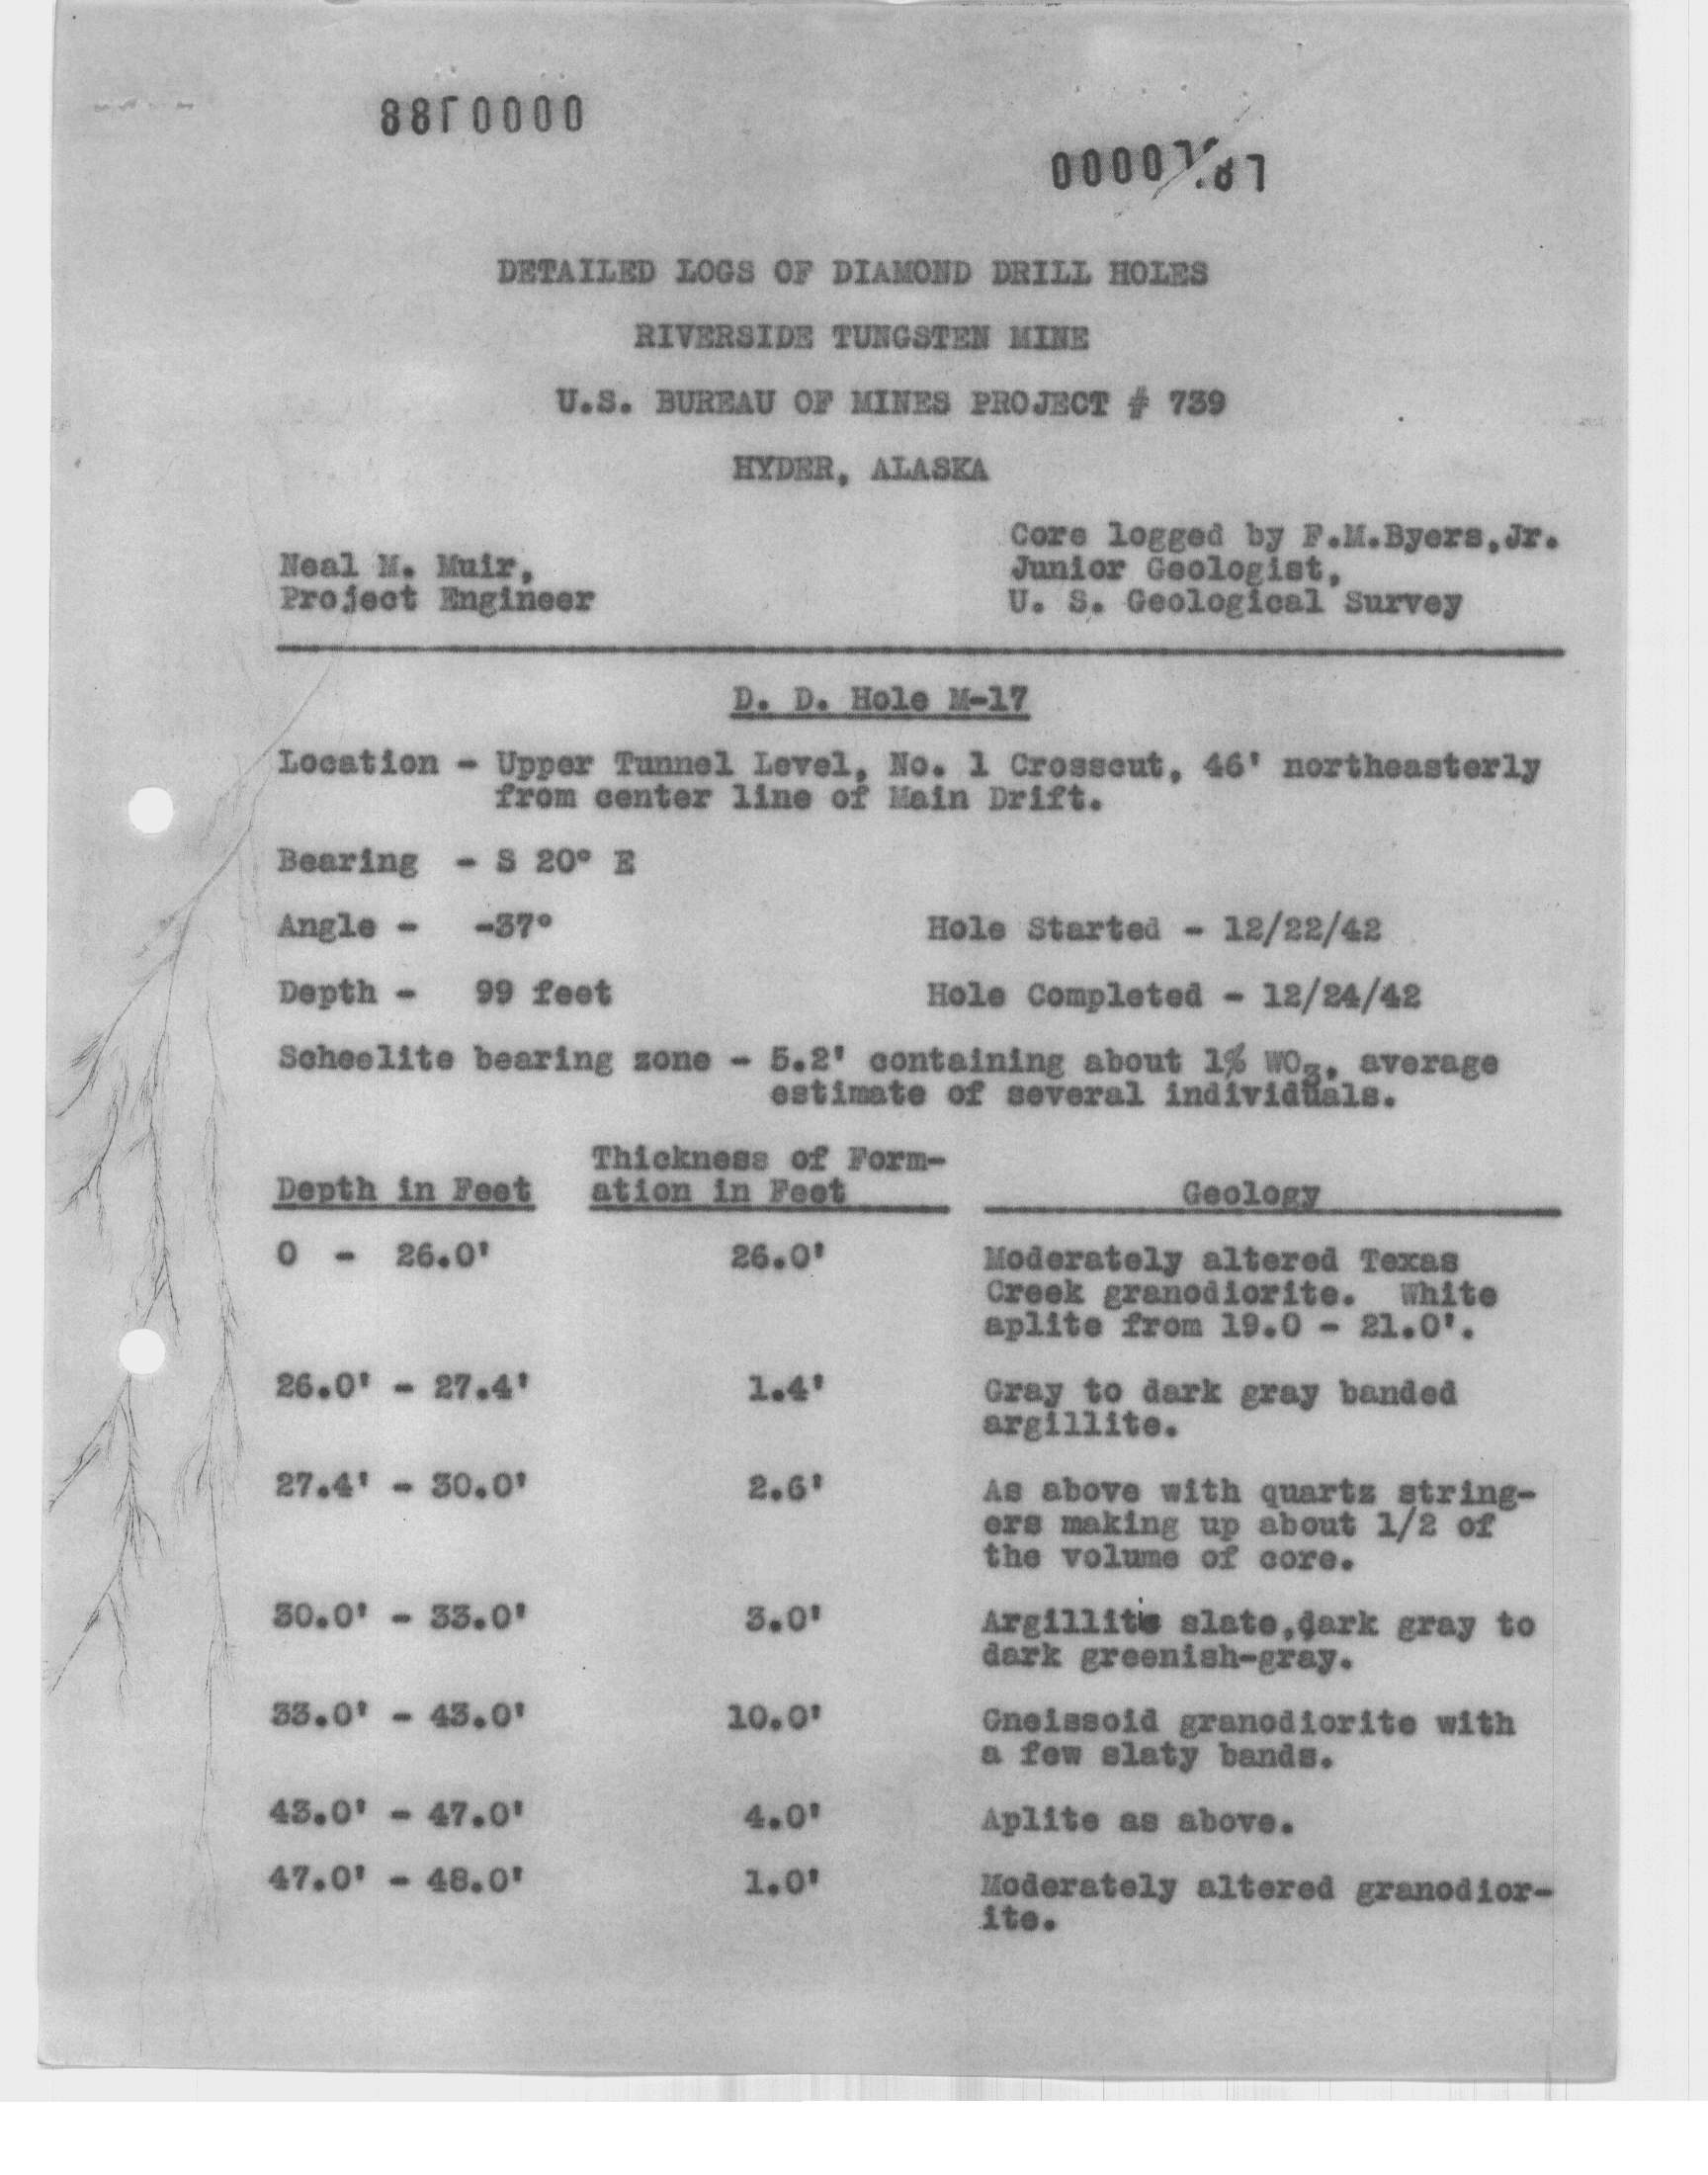 8810000
DETAILED LOGS OF DIAMOND DRILL HOLES
RIVERSIDE TUNGSTEN MINE
U.S. BUREAU OF MINES PROJECT # 739
HYDER, ALASKA
Neal M. Muir,
Project Engineer
Core logged by F.M.Byers,Jr.
Junior Geologist,
U. S. Geological Survey
D. D. Hole M-17
Location - Upper Tunnel Level, No. 1 Crosscut, 46' northeasterly
from center line of Main Drift.
Bearing - S 20° E
Angle - -37° Hole Started - 12/22/42
Depth - 99 feet Hole Completed - 12/24/42
Scheelite bearing zone - 5.2' containing about 1% WO3, average
estimate of several individuals.
Thickness of Form-
Depth in Feet ation in Feet Geology
0 - 26.0' 26.0' Moderately altered Texas
Creek granodiorite. White
aplite from 19.0 - 21.0'.
26.0' - 27.4' 1.4' Gray to dark gray banded
argillite.
27.4' - 30.0' 2.6' As above with quartz string-
ers making up about 1/2 of
the volume of core.
30.0' - 33.0' 3.0' slate,dark gray to
dark greenish-gray.
33.0' - 43.0' 10.0' Gneissoid granodiorite with
a few slaty bands.
43.0' - 47.0' 4.0' Aplite as above.
47.0' - 48.0' 1.0' Moderately altered granodior-
ite.